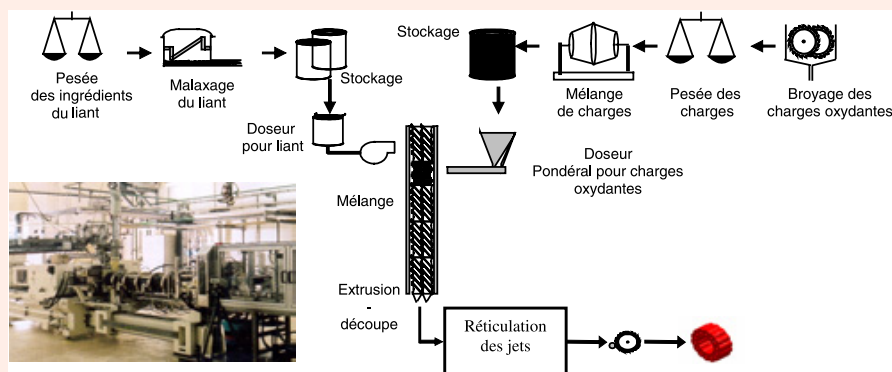 Pesée
des ingrédients
du liant
Malaxage
du liant
Stockage
Doseur
pour liant
Stockage
Mélange
de charges
Pesée des
charges
Broyage des
charges oxydantes
Doseur
Pondéral pour charges
oxydantes
Mélange
Extrusion
-
découpe
Réticulation
des jets